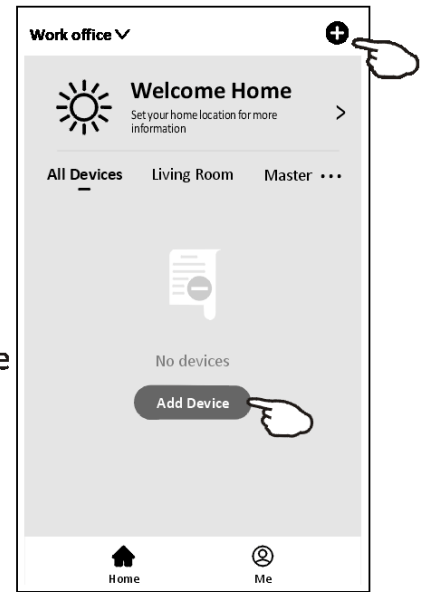 Work office
Welcome Home
Set your home location for more
information
All Devices Living Room Master ...
No devices
e
Add Device
Home Me